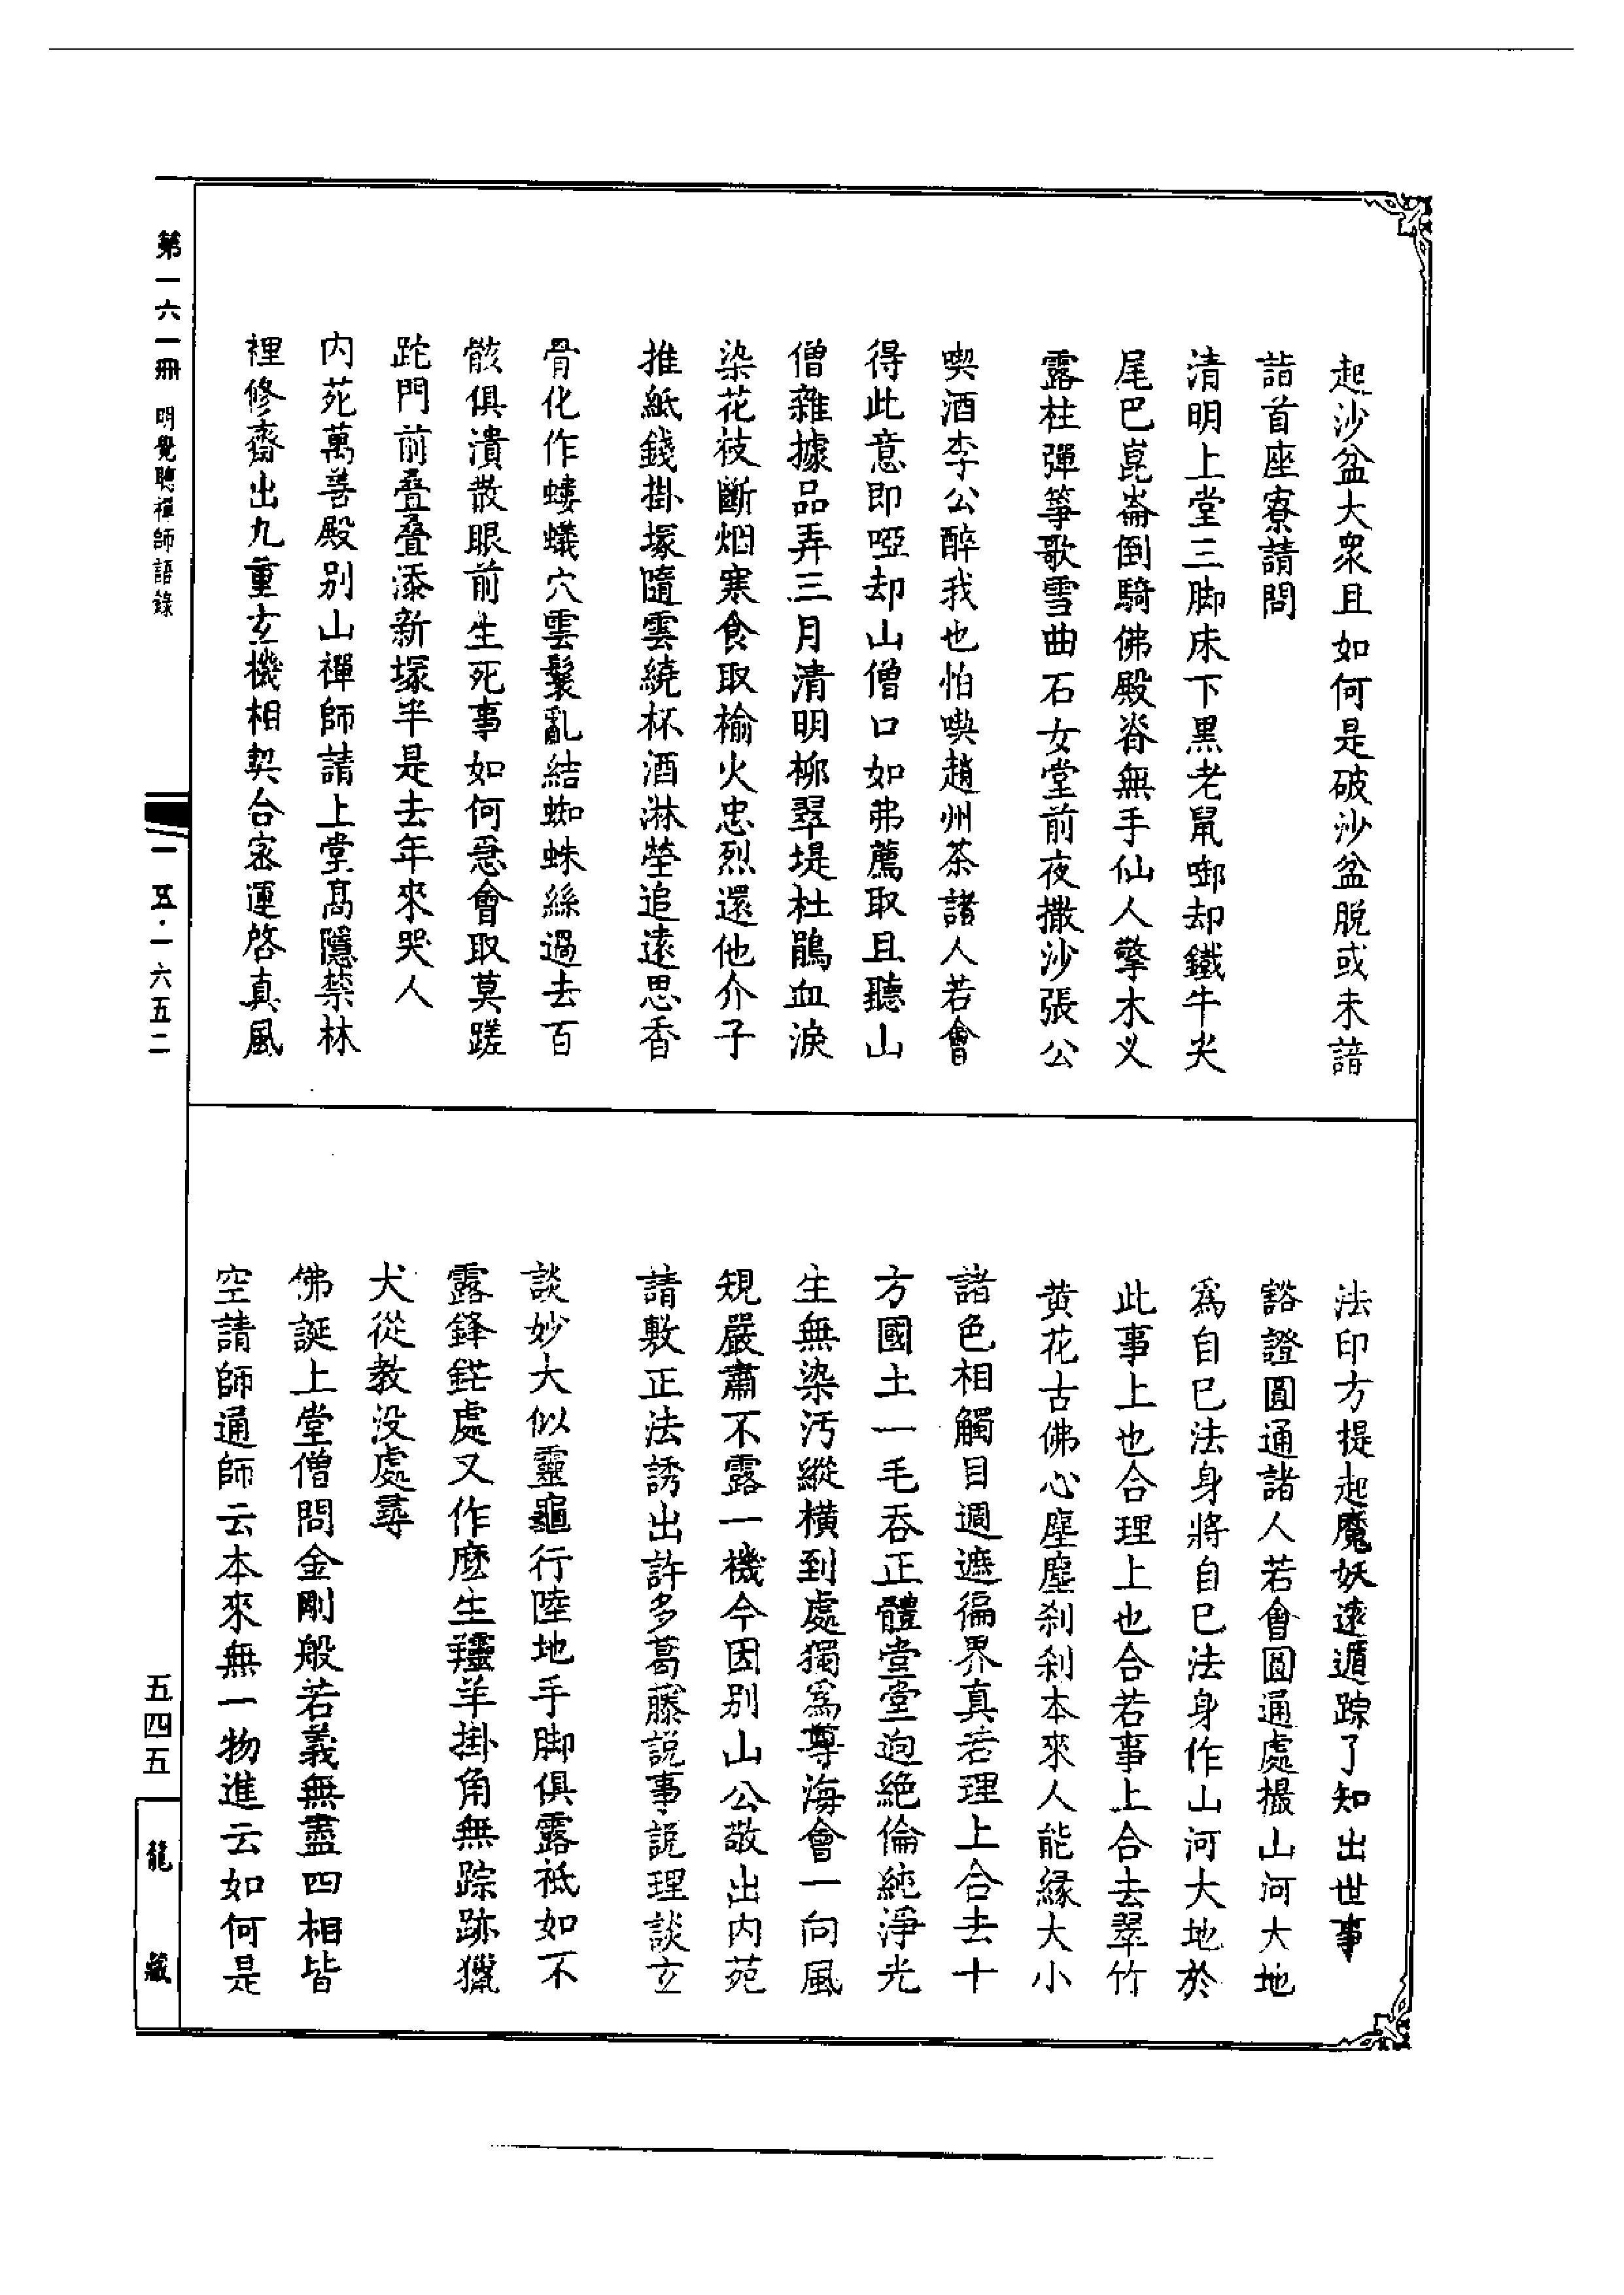 起沙盆大衆且如何是破沙盆脫或未諳
詣首座寮請問
清明上堂三脚床下黑老鼠啣却鐵牛尖
尾巴崑崙倒騎佛殿脊無手仙人擎木义
露柱彈箏歌雪曲石女堂前夜撒沙張公
喫酒李公醉我也怕喫趙州茶諸人若會
得此意即啞却山僧口如弗薦取且聽山
僧雜據品弄三月清明柳翠堤杜鵑血淚
染花枝斷烟寒食取榆火忠烈還他介子
推紙錢掛塚隨雲繞杯酒淋塋追遠思香
骨化作螻蟻穴雲鬟亂結蜘蛛絲過去百
骸俱潰散眼前生死事如何急會取莫蹉
跎門前疊疊添新塚半是去年來哭人
內苑萬善殿別山禪師請上堂高隱禁林
裡修齋出九重玄機相契合密運啓真風
法印方提起魔妖遠遁踪了知出世事
豁證圓通諸人若會圓通處撮山河大地
爲自巳法身將自巳法身作山河大地於
此事上也合理上也合若事上合去翠竹
黄花古佛心塵塵刹刹本來人能緣大小
諸色相觸目週遮徧界真若理上合去十
方國土一毛吞正體堂堂迥絕倫純淨光
生無染汚縱橫到處獨爲尊海會一向風
規嚴肅不露一機今因別山公敬出內苑
請敷正法誘出許多葛藤說事說理談玄
談妙大似靈龜行陸地手脚俱露祇如不
露鋒鋩處又作麽生羺羊掛角無踪跡獵
犬從教没處尋
佛誕上堂僧問金剛般若義無盡四相皆
空請師通師云本來無一物進云如何是
第一六一冊　明覺聰禪師語錄
一五·一六五二
五四五
龍藏